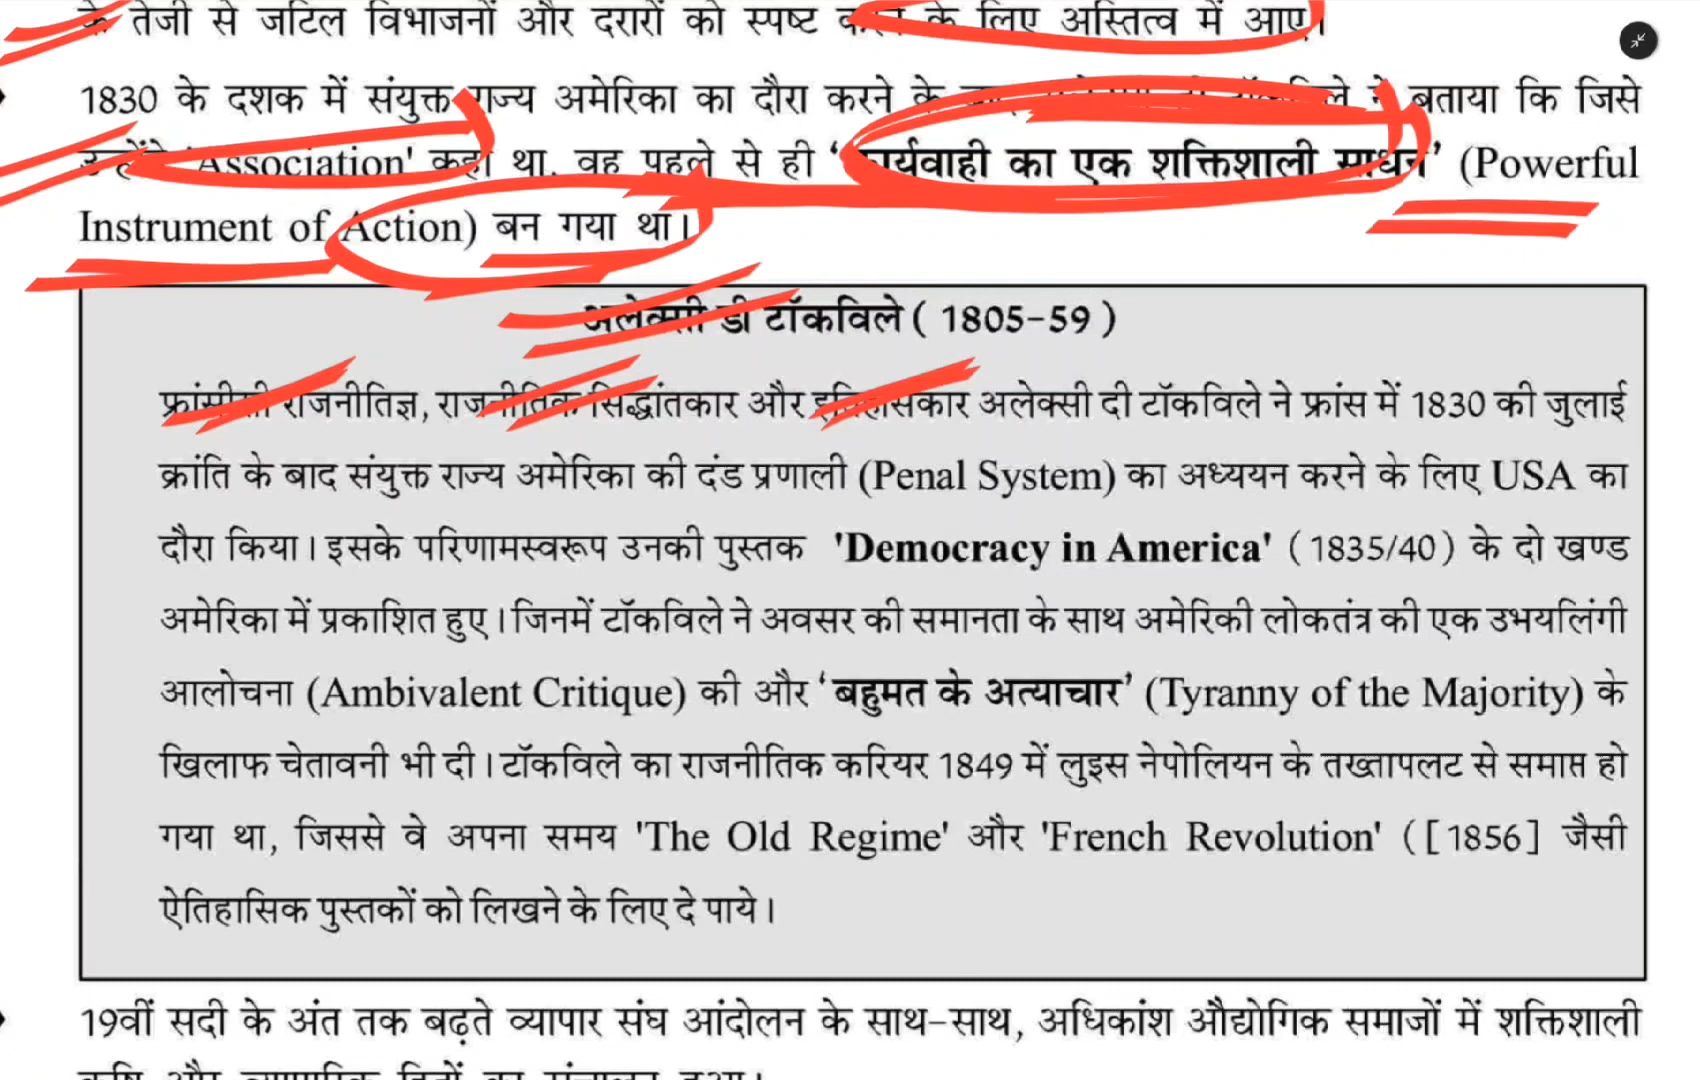 के तेजी से जटिल विभाजनों और दरारों को स्पष्ट करने के लिए अस्तित्व में आए।
1830 के दशक में संयुक्त राज्य अमेरिका का दौरा करने के टॉकविले ने बताया कि जिसे
उन्होंने 'Association' कहा था, वह पहले से ही ‘कार्यवाही का एक शक्तिशाली साधन’ (Powerful
Instrument of Action) बन गया था।
अलेक्सी डी टॉकविले ( 1805-59 )
फ्रांसीसी राजनीतिज्ञ, राजनीतिक सिद्धांतकार और इतिहासकार अलेक्सी दी टॉकविले ने फ्रांस में 1830 की जुलाई
क्रांति के बाद संयुक्त राज्य अमेरिका की दंड प्रणाली (Penal System) का अध्ययन करने के लिए USA का
दौरा किया। इसके परिणामस्वरूप उनकी पुस्तक 'Democracy in America' ( 1835/40 ) के दो खण्ड
अमेरिका में प्रकाशित हुए। जिनमें टॉकविले ने अवसर की समानता के साथ अमेरिकी लोकतंत्र की एक उभयलिंगी
आलोचना (Ambivalent Critique) की और ‘बहुमत के अत्याचार’ (Tyranny of the Majority) के
खिलाफ चेतावनी भी दी। टॉकविले का राजनीतिक करियर 1849 में लुइस नेपोलियन के तख्तापलट से समाप्त हो
गया था, जिससे वे अपना समय 'The Old Regime' और 'French Revolution' ([1856] जैसी
ऐतिहासिक पुस्तकों को लिखने के लिए दे पाये।
19वीं सदी के अंत तक बढ़ते व्यापार संघ आंदोलन के साथ-साथ, अधिकांश औद्योगिक समाजों में शक्तिशाली